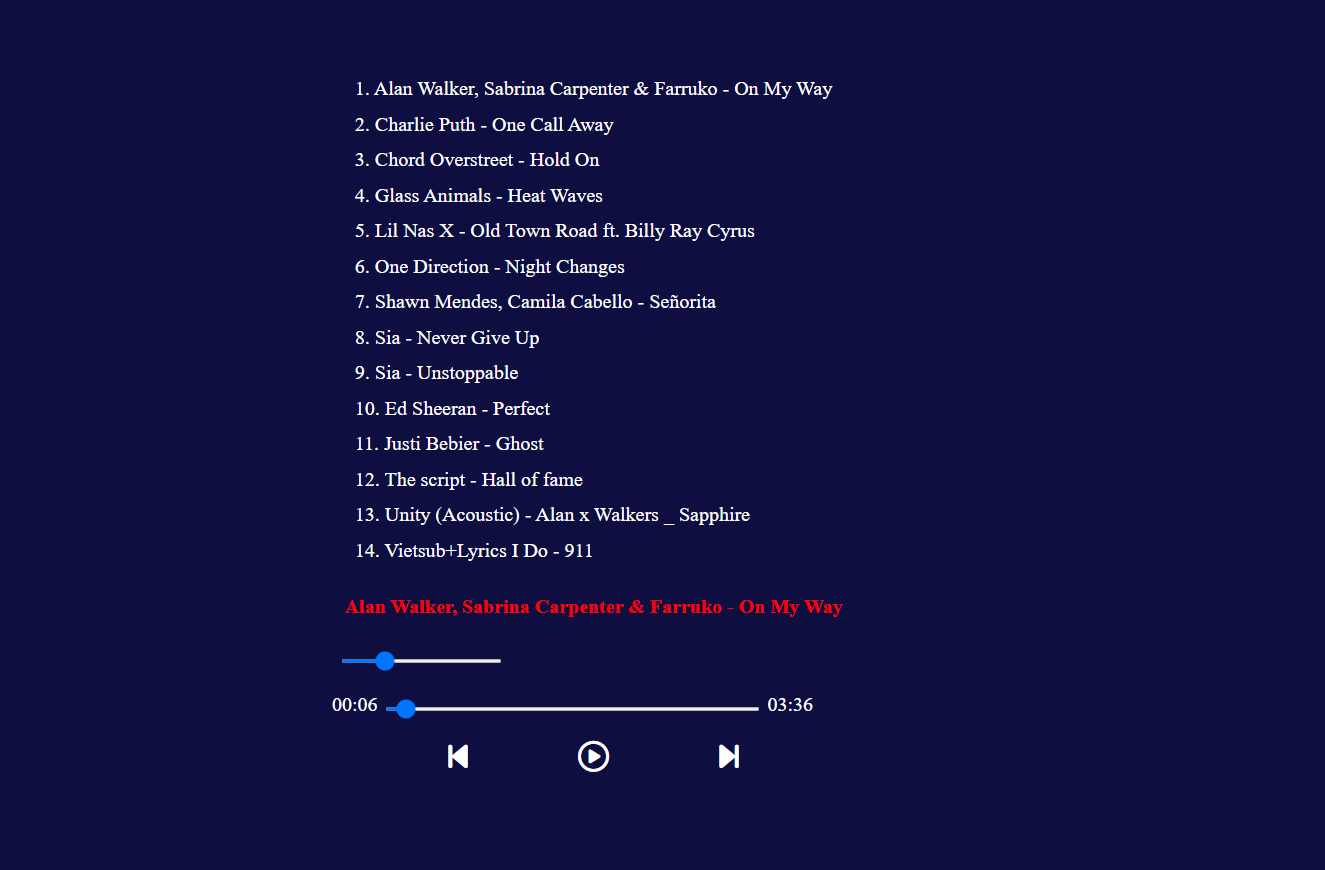 1. Alan Walker, Sabrina Carpenter & Farruko - On My Way
2. Charlie Puth - One Call Away
3. Chord Overstreet - Hold On
4. Glass Animals - Heat Waves
5. Lil Nas X - Old Town Road ft. Billy Ray Cyrus
6. One Direction - Night Changes
7. Shawn Mendes, Camila Cabello - Señorita
8. Sia - Never Give Up
9. Sia - Unstoppable
10. Ed Sheeran - Perfect
11. Justi Bebier - Ghost
12. The script - Hall of fame
13. Unity (Acoustic) - Alan x Walkers _ Sapphire
14. Vietsub+Lyrics I Do - 911
Alan Walker, Sabrina Carpenter & Farruko - On My Way
00:06 03:36